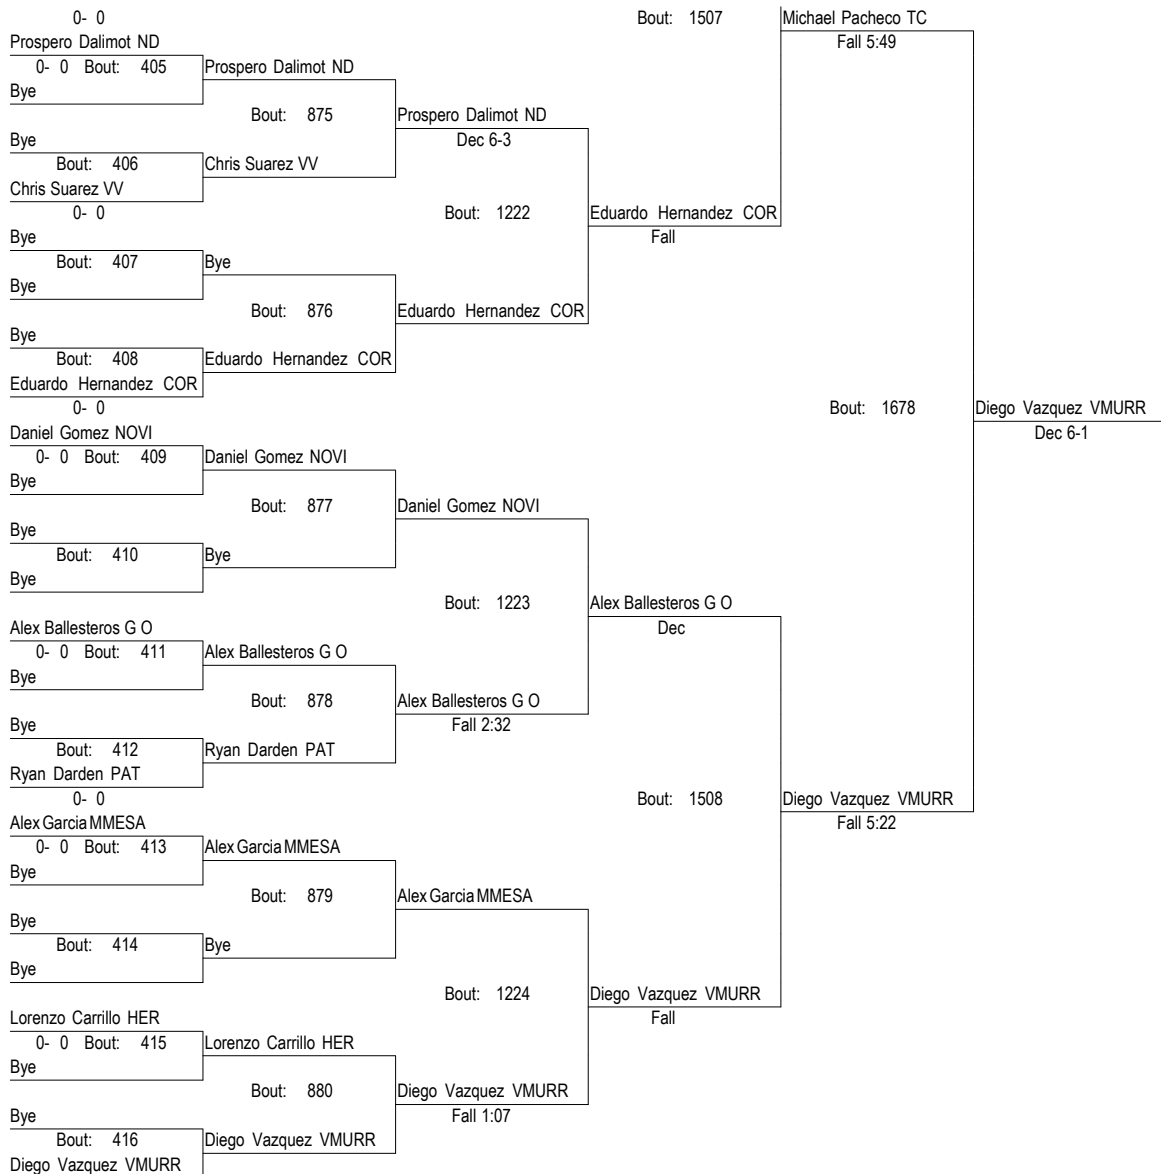 0- 0 Bout: 1507 Michael Pacheco TC
Prospero Dalimot ND Fall 5:49
0- 0 Bout: 405 Prospero Dalimot ND
Bye
Bout: 875 Prospero Dalimot ND
Bye Dec 6-3
Bout: 406 Chris Suarez VV
Chris Suarez VV
0- 0 Bout: 1222 Eduardo Hernandez COR
Bye Fall
Bout: 407 Bye
Bye
Bout: 876 Eduardo Hernandez COR
Bye
Bout: 408 Eduardo Hernandez COR
Eduardo Hernandez COR
0- 0 Bout: 1678 Diego Vazquez VMURR
Daniel Gomez NOVI Dec 6-1
0- 0 Bout: 409 Daniel Gomez NOVI
Bye
Bout: 877 Daniel Gomez NOVI
Bye
Bout: 410 Bye
Bye
Bout: 1223 Alex Ballesteros G O
Alex Ballesteros G O Dec
0- 0 Bout: 411 Alex Ballesteros G O
Bye
Bout: 878 Alex Ballesteros G O
Bye Fall 2:32
Bout: 412 Ryan Darden PAT
Ryan Darden PAT
0- 0 Bout: 1508 Diego Vazquez VMURR
Alex Garcia MMESA Fall 5:22
0- 0 Bout: 413 Alex Garcia MMESA
Bye
Bout: 879 Alex Garcia MMESA
Bye
Bout: 414 Bye
Bye
Bout: 1224 Diego Vazquez VMURR
Lorenzo Carrillo HER Fall
0- 0 Bout: 415 Lorenzo Carrillo HER
Bye
Bout: 880 Diego Vazquez VMURR
Bye Fall 1:07
Bout: 416 Diego Vazquez VMURR
Diego Vazquez VMURR